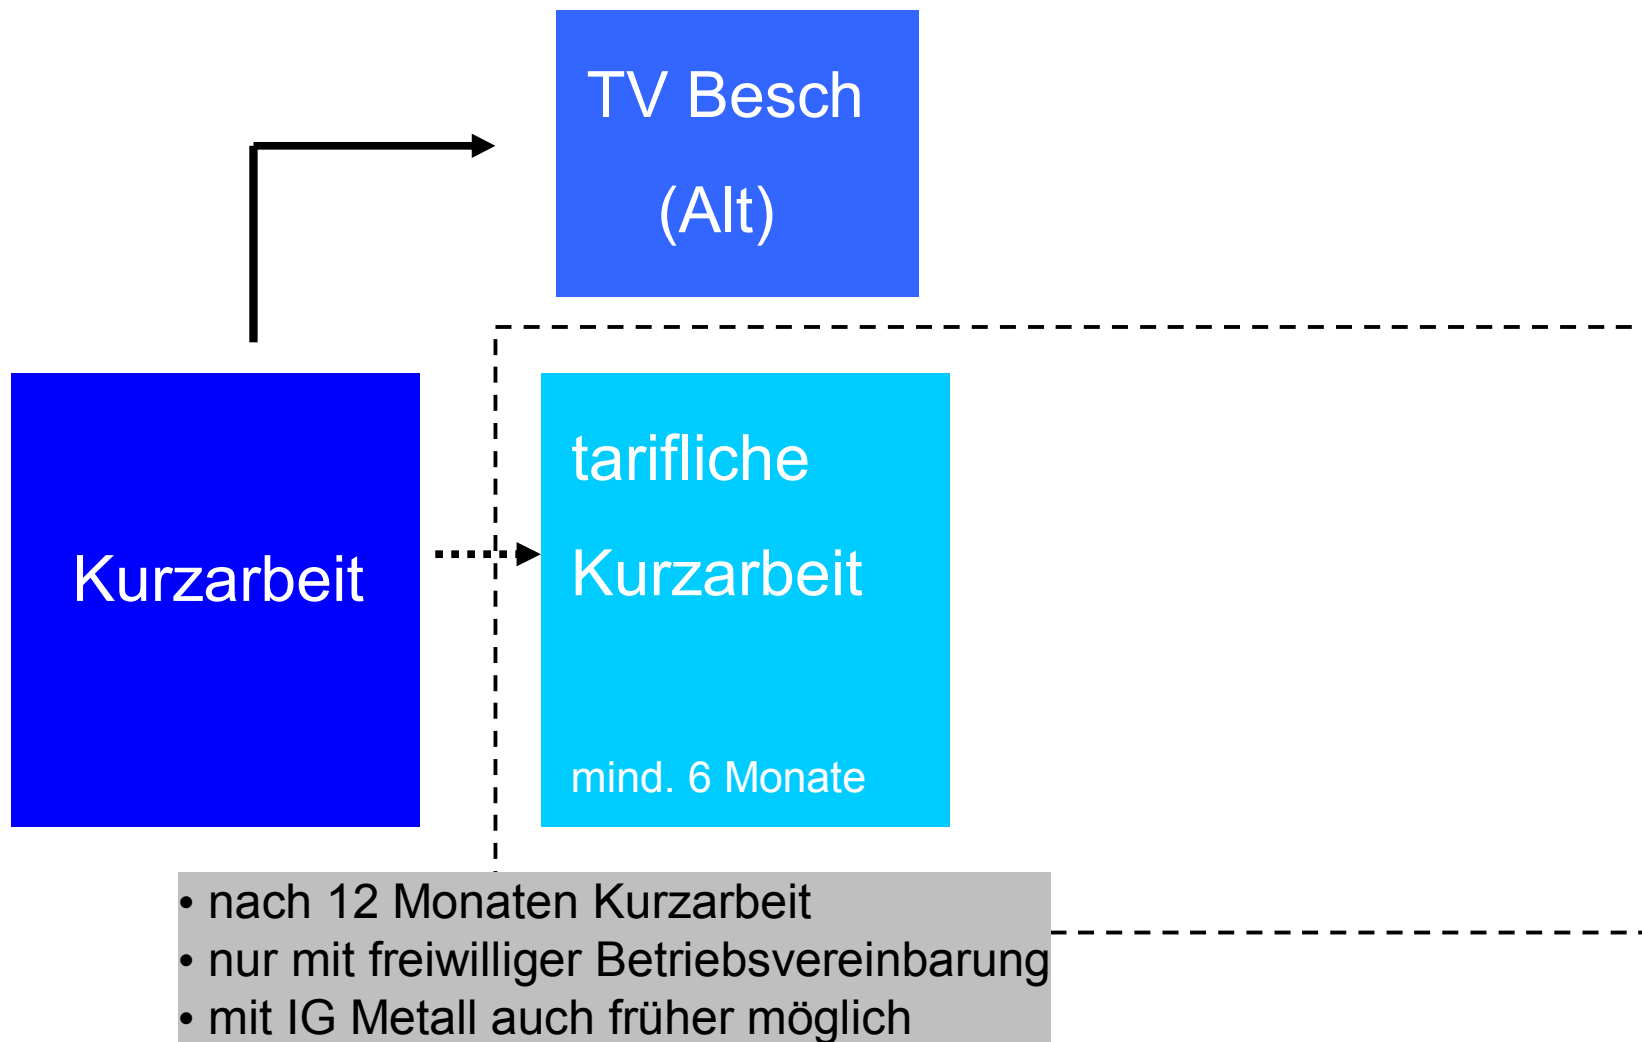 TV Besch
(Alt)
Kurzarbeit
tarifliche
Kurzarbeit
mind. 6 Monate
• nach 12 Monaten Kurzarbeit
• nur mit freiwilliger Betriebsvereinbarung
• mit IG Metall auch früher möglich